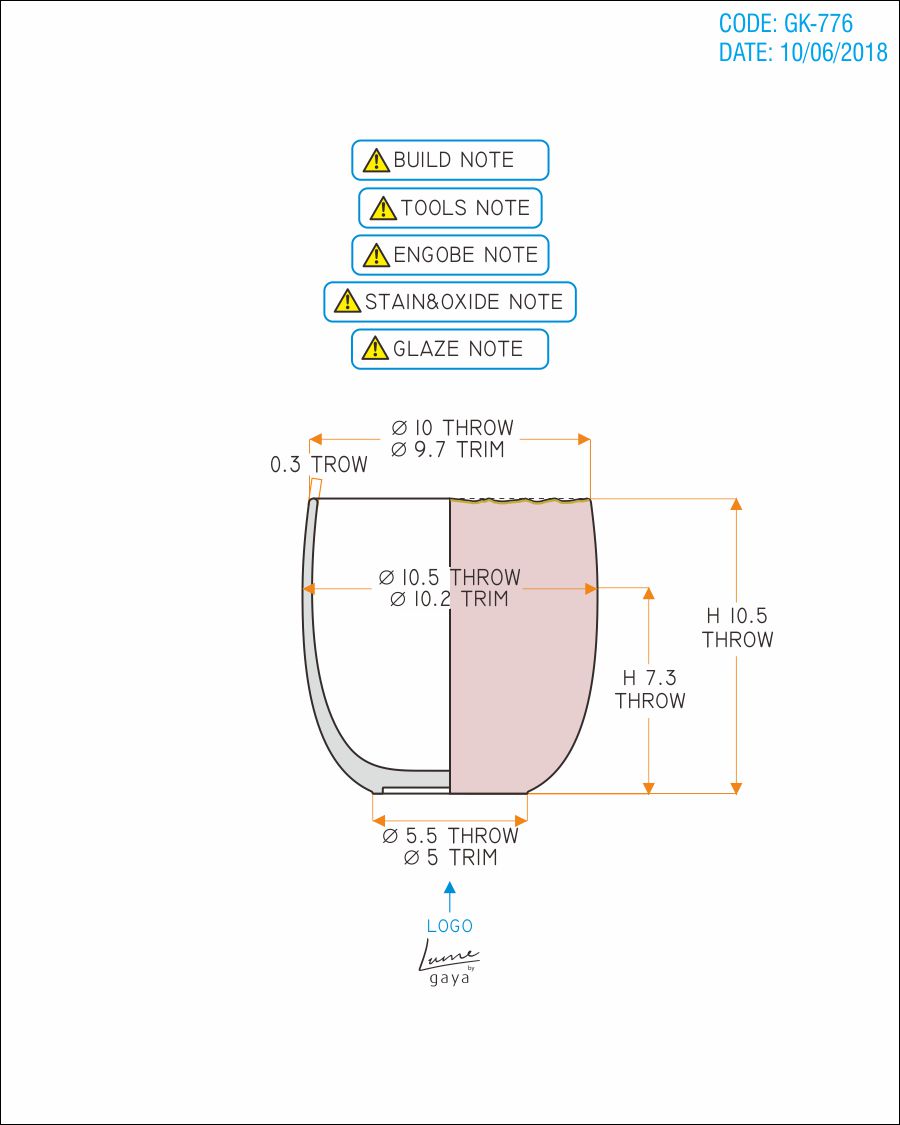 CODE: GK-776
DATE: 10/06/2018
BUILD NOTE
TOOLS NOTE
ENGOBE NOTE
STAIN&OXIDE NOTE
GLAZE NOTE
Ø 10 THROW
Ø 9.7 TRIM
0.3 TROW
Ø 10.5 THROW
Ø 10.2 TRIM
H 10.5
THROW
H 7.3
THROW
Ø 5.5 THROW
Ø 5 TRIM
LOGO
Lume
by
gaya